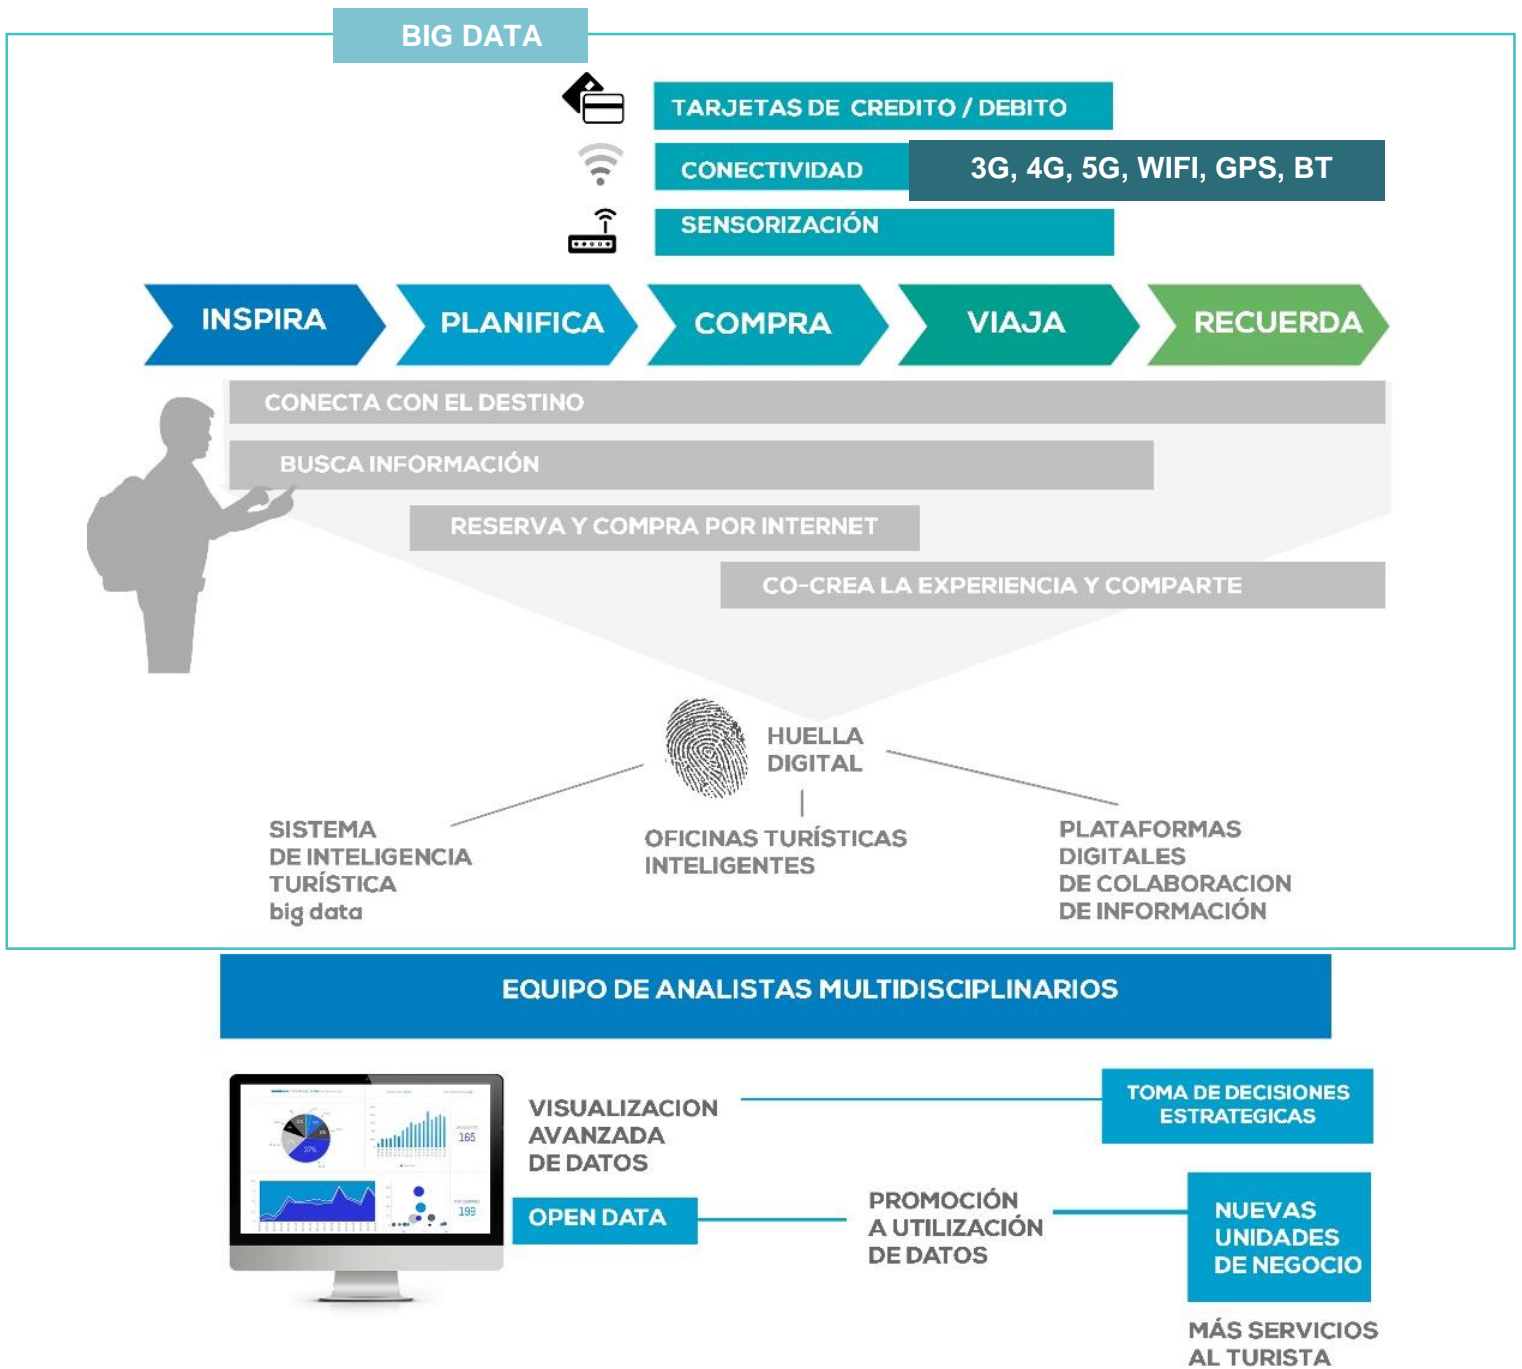 BIG DATA
TARJETAS DE CREDITO / DEBITO
CONECTIVIDAD
3G, 4G, 5G, WIFI, GPS, BT
SENSORIZACIÓN
INSPIRA
PLANIFICA
COMPRA
VIAJA
RECUERDA
CONECTA CON EL DESTINO
BUSCA INFORMACIÓN
RESERVA Y COMPRA POR INTERNET
CO-CREA LA EXPERIENCIA Y COMPARTE
HUELLA
DIGITAL
SISTEMA
DE INTELIGENCIA
TURÍSTICA
big data
OFICINAS TURÍSTICAS
INTELIGENTES
PLATAFORMAS
DIGITALES
DE COLABORACION
DE INFORMACIÓN
EQUIPO DE ANALISTAS MULTIDISCIPLINARIOS
37%
165
199
VISUALIZACION
AVANZADA
DE DATOS
TOMA DE DECISIONES
ESTRATEGICAS
OPEN DATA
PROMOCIÓN
A UTILIZACIÓN
DE DATOS
NUEVAS
UNIDADES
DE NEGOCIO
MÁS SERVICIOS
AL TURISTA